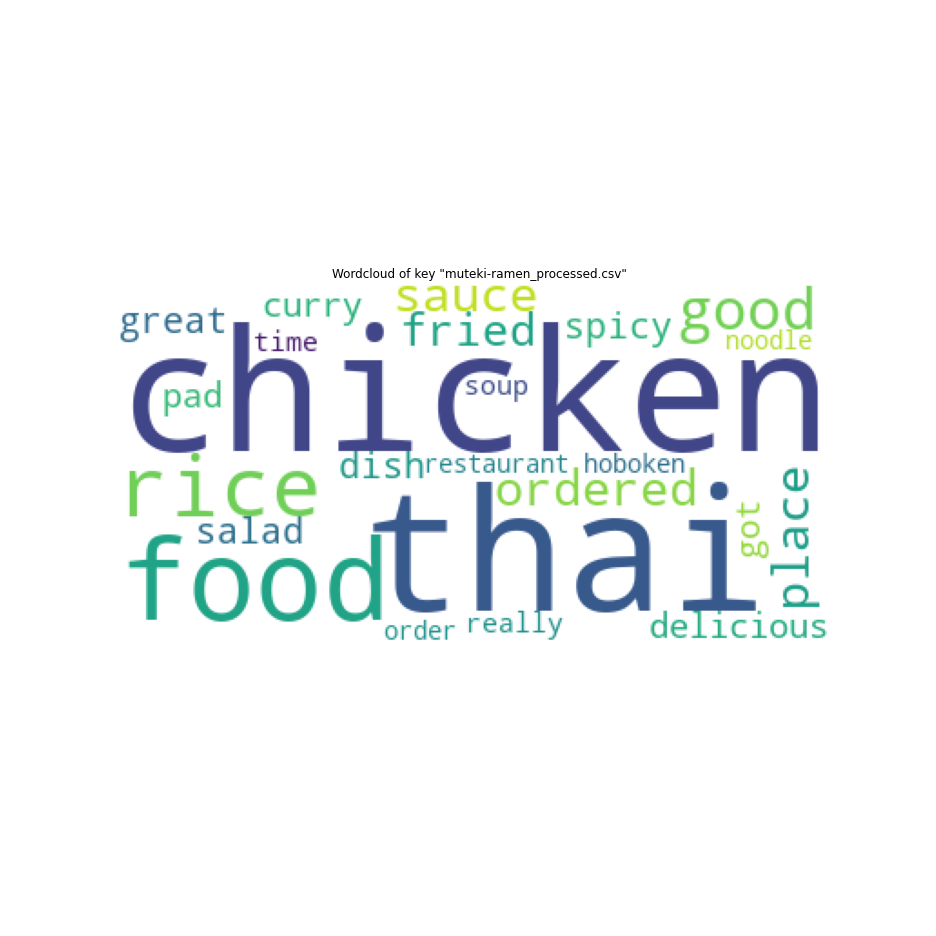 Wordcloud of key "muteki-ramen_processed.csv"
great
curry
sauce
good
time
fried
spicy
noodle
chicken
pad
soup
rice
dish
restaurant
hoboken
ordered
place
salad
got
food
thai
order
really
delicious